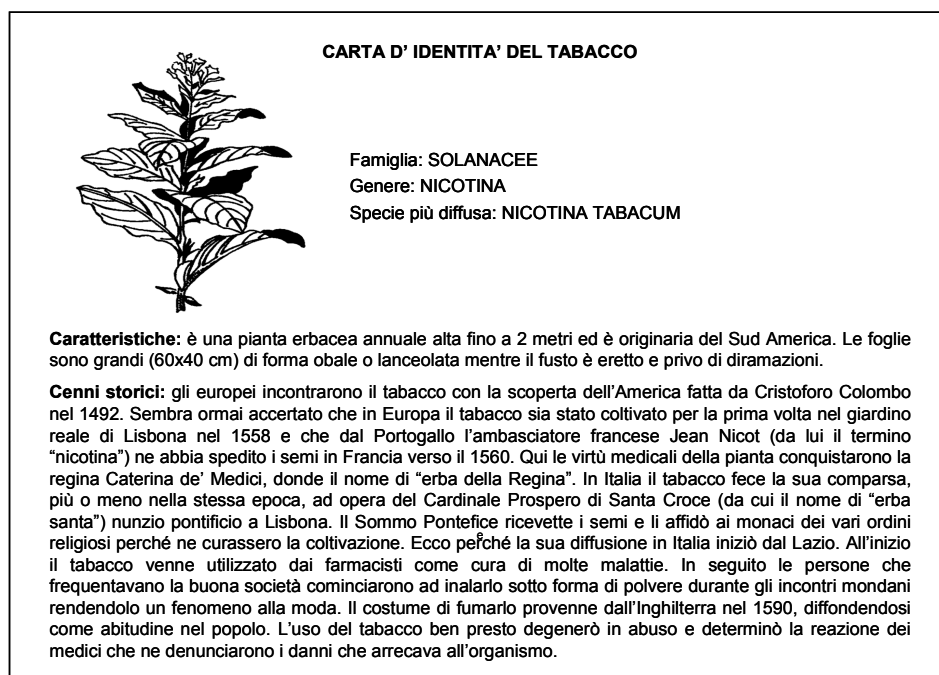 CARTA D' IDENTITA' DEL TABACCO
Famiglia: SOLANACEE
Genere: NICOTINA
Specie più diffusa: NICOTINA TABACUM
Caratteristiche: è una pianta erbacea annuale alta fino a 2 metri ed è originaria del Sud America. Le foglie
sono grandi (60x40 cm) di forma obale o lanceolata mentre il fusto è eretto e privo di diramazioni.
Cenni storici: gli europei incontrarono il tabacco con la scoperta dell'America fatta da Cristoforo Colombo
nel 1492. Sembra ormai accertato che in Europa il tabacco sia stato coltivato per la prima volta nel giardino
reale di Lisbona nel 1558 e che dal Portogallo l'ambasciatore francese Jean Nicot (da lui il termino
“nicotina”) ne abbia spedito i semi in Francia verso il 1560. Qui le virtù medicali della pianta conquistarono la
regina Caterina de' Medici, donde il nome di “erba della Regina”. In Italia il tabacco fece la sua comparsa,
più o meno nella stessa epoca, ad opera del Cardinale Prospero di Santa Croce (da cui il nome di “erba
santa”) nunzio pontificio a Lisbona. Il Sommo Pontefice ricevette i semi e li affidò ai monaci dei vari ordini
religiosi perché ne curassero la coltivazione. Ecco perché la sua diffusione in Italia iniziò dal Lazio. All'inizio
il tabacco venne utilizzato dai farmacisti come cura di molte malattie. In seguito le persone che
frequentavano la buona società cominciarono ad inalarlo sotto forma di polvere durante gli incontri mondani
rendendolo un fenomeno alla moda. Il costume di fumarlo provenne dall'Inghilterra nel 1590, diffondendosi
come abitudine nel popolo. L'uso del tabacco ben presto degenerò in abuso e determinò la reazione dei
medici che ne denunciarono i danni che arrecava all'organismo.